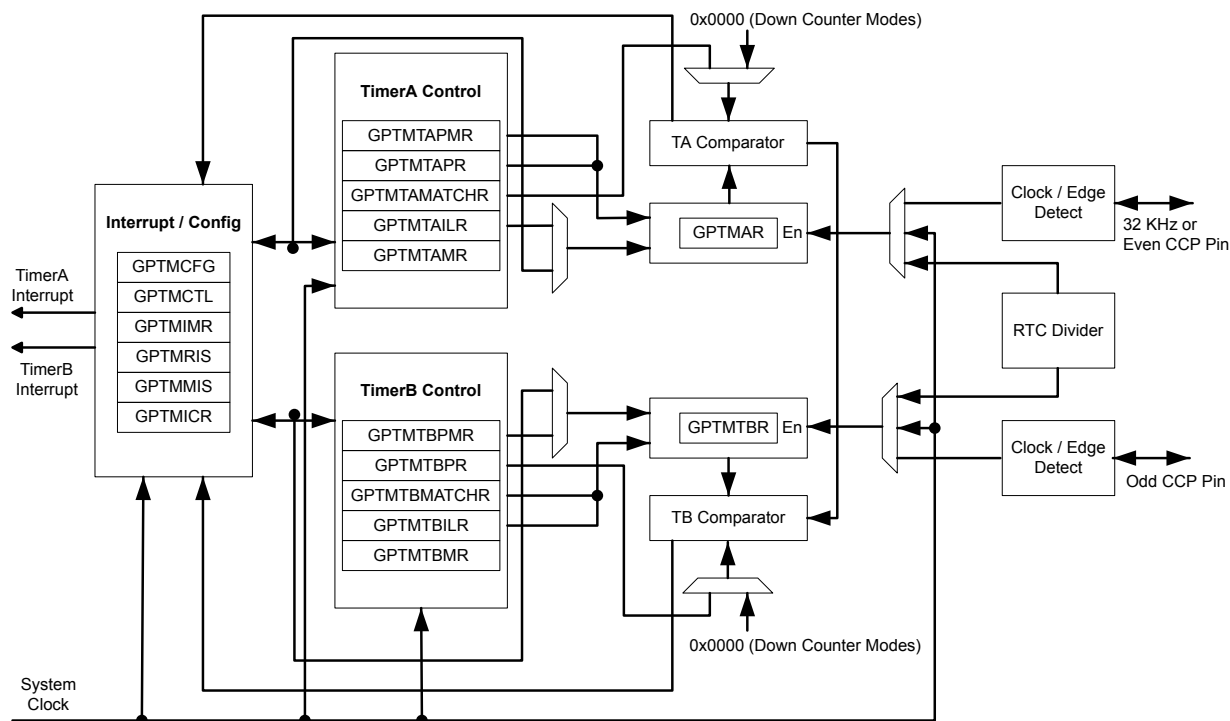 0x0000 (Down Counter Modes)
TimerA Control
GPTMTAPMR
GPTMTAPR
GPTMTAMATCHR
GPTMTAILR
GPTMTAMR
TA Comparator
GPTMAR
En
Clock / Edge
Detect
32 KHz or
Even CCP Pin
Interrupt / Config
GPTMCFG
GPTMCTL
GPTMIMR
GPTMRIS
GPTMMIS
GPTMICR
TimerA
Interrupt
TimerB
Interrupt
RTC Divider
TimerB Control
GPTMTBPMR
GPTMTBPR
GPTMTBMATCHR
GPTMTBILR
GPTMTBMR
GPTMTBR
En
TB Comparator
Clock / Edge
Detect
Odd CCP Pin
0x0000 (Down Counter Modes)
System
Clock